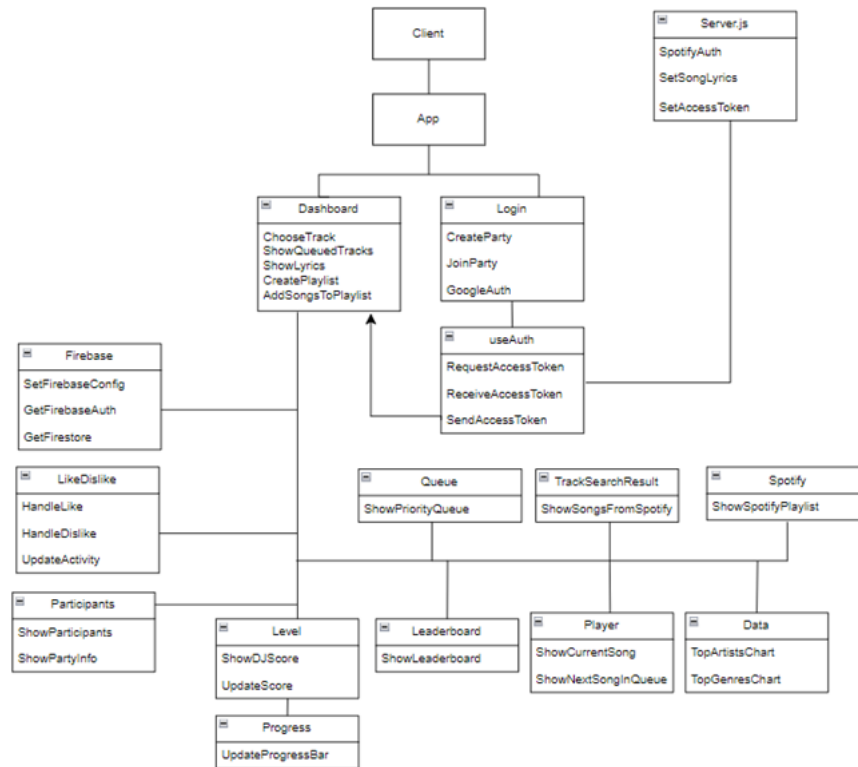 Client
Server.js
SpotifyAuth
SetSongLyrics
SetAccessToken
App
Dashboard
ChooseTrack
ShowQueuedTracks
ShowLyrics
CreatePlaylist
AddSongsToPlaylist
Login
CreateParty
JoinParty
GoogleAuth
useAuth
RequestAccessToken
ReceiveAccessToken
SendAccessToken
Firebase
SetFirebaseConfig
GetFirebaseAuth
GetFirestore
LikeDislike
HandleLike
HandleDislike
UpdateActivity
Queue
ShowPriorityQueue
TrackSearchResult
ShowSongsFromSpotify
Spotify
ShowSpotifyPlaylist
Participants
ShowParticipants
ShowPartyInfo
Level
ShowDJScore
UpdateScore
Leaderboard
ShowLeaderboard
Player
ShowCurrentSong
ShowNextSongInQueue
Data
TopArtistsChart
TopGenresChart
Progress
UpdateProgressBar